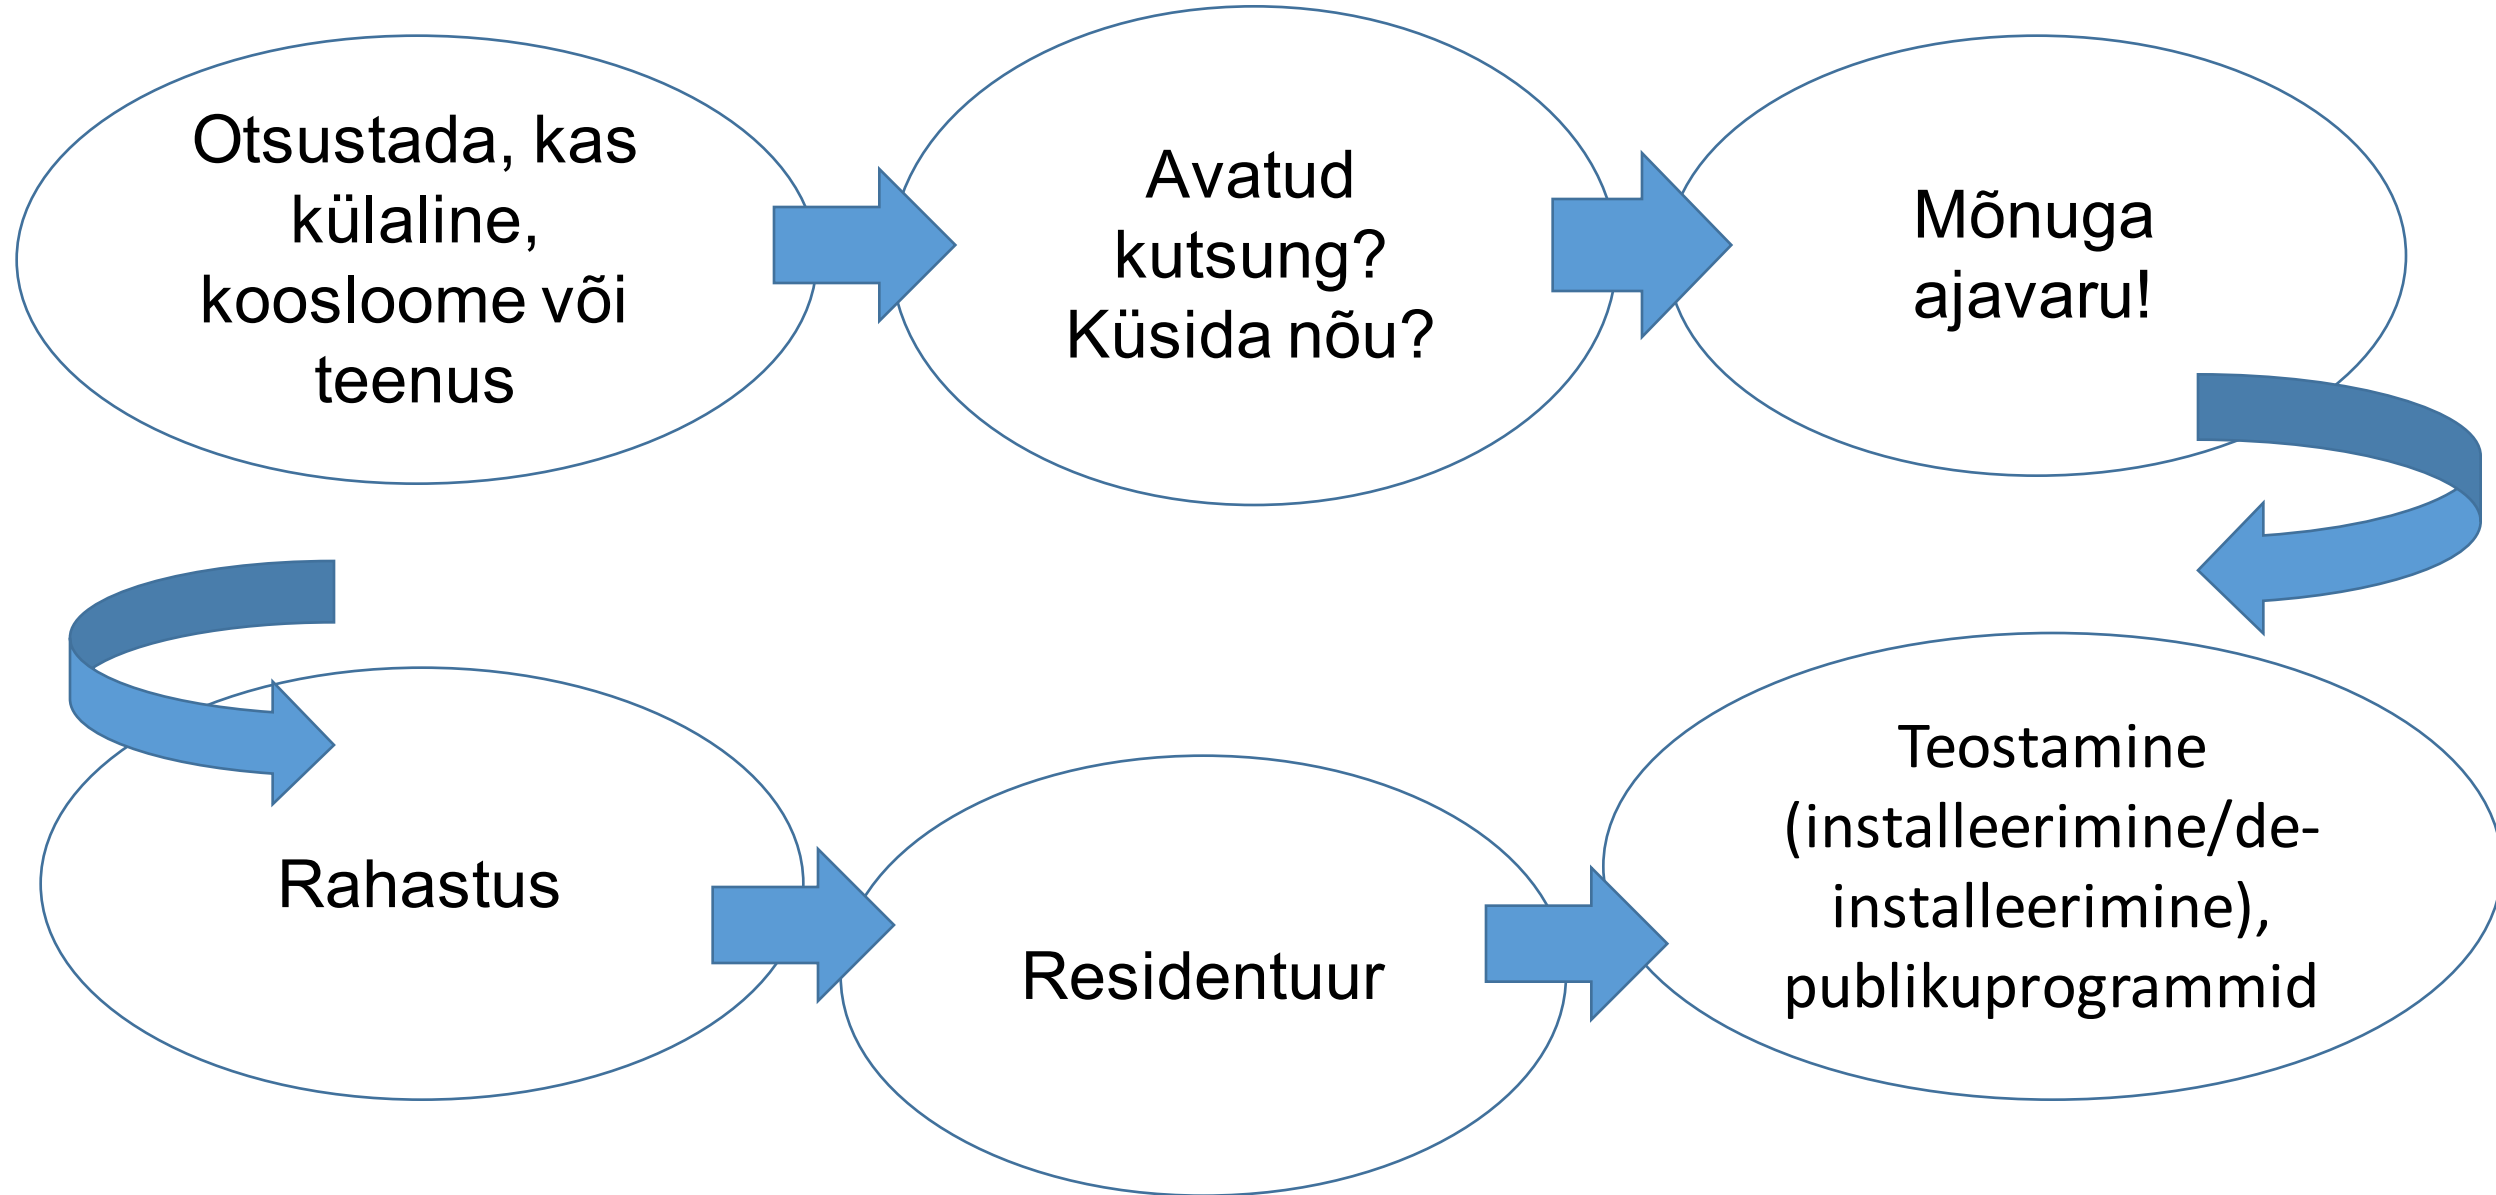 Otsustada, kas
külaline,
koosloome või
teenus
Avatud
kutsung?
Küsida nõu?
Mõnuga
ajavaru!
Rahastus
Residentuur
Teostamine
(installeerimine/de-
installeerimine),
publikuprogrammid